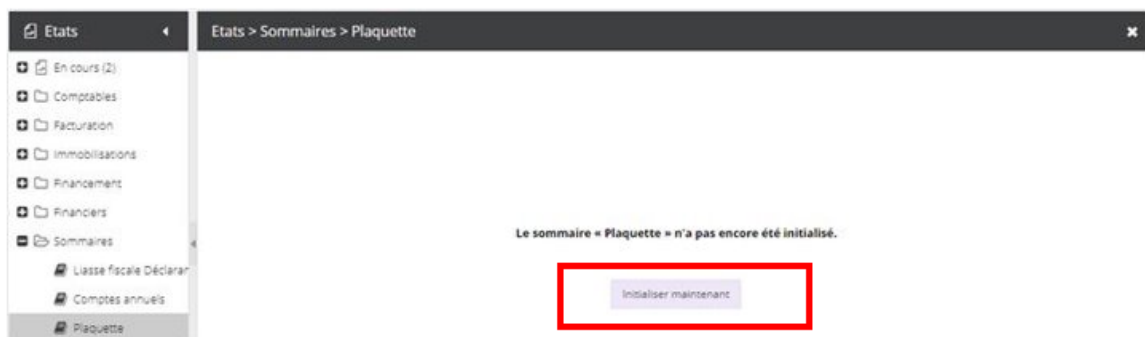 Etats
Etats > Sommaires > Plaquette
En cours (2)
Comptables
Facturation
Immobilisations
Financement
Financiers
Sommaires
Liasse fiscale Déclarar
Comptes annuels
Plaquette
Le sommaire « Plaquette » n'a pas encore été initialisé.
Initialiser maintenant